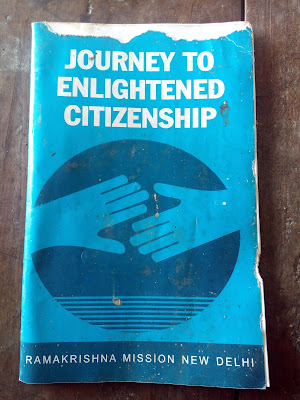 JOURNEY TO
ENLIGHTENED
CITIZENSHIP
RAMAKRISHNA MISSION NEW DELHI